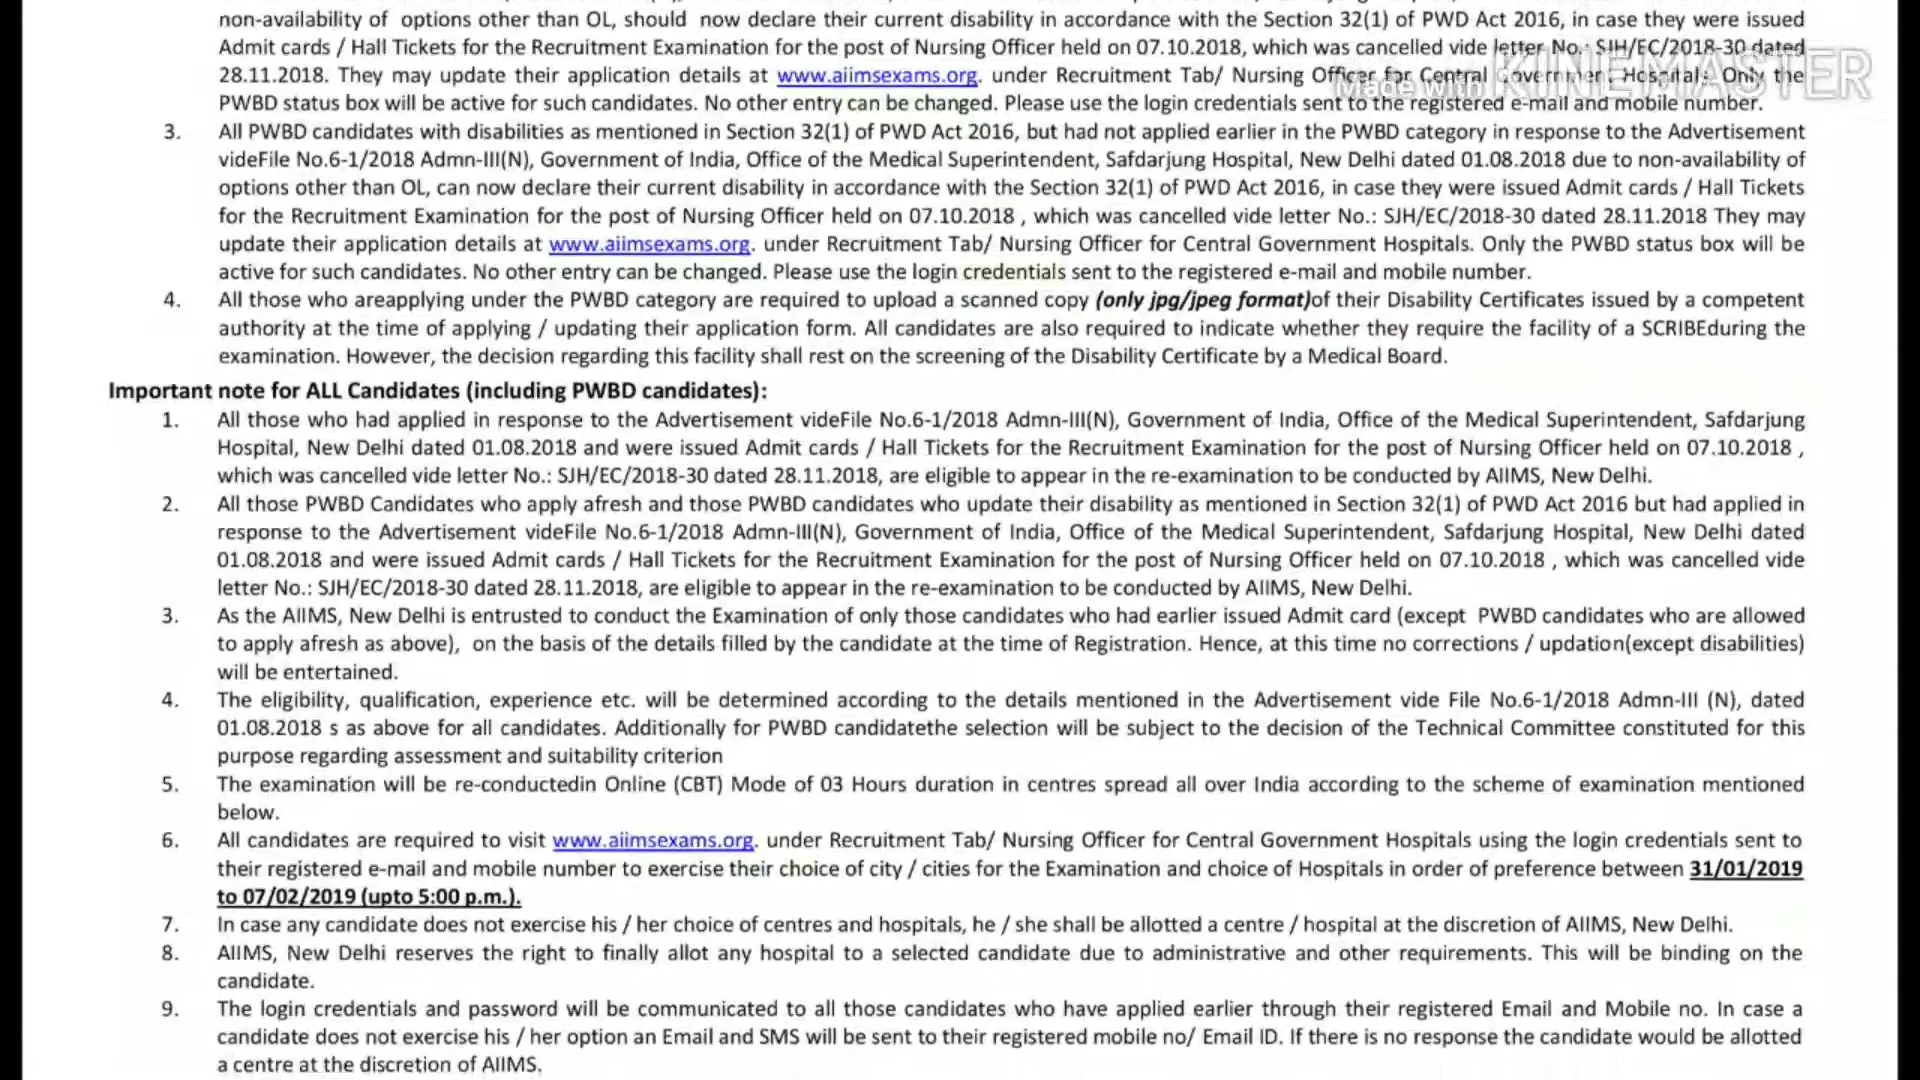 non-availability of options other than OL, should now declare their current disability in accordance with the Section 32(1) of PWD Act 2016, in case they were issued
Admit cards / Hall Tickets for the Recruitment Examination for the post of Nursing Officer held on 07.10.2018, which was cancelled vide letter No.: SJH/EC/2018-30 dated
28.11.2018. They may update their application details at www.aiimsexams.org. under Recruitment Tab/ Nursing Officer for Central Government Hospitals. Only the
Made with KINEMASTER
PWBD status box will be active for such candidates. No other entry can be changed. Please use the login credentials sent to the registered e-mail and mobile number.
3. All PWBD candidates with disabilities as mentioned in Section 32(1) of PWD Act 2016, but had not applied earlier in the PWBD category in response to the Advertisement
videFile No.6-1/2018 Admn-III(N), Government of India, Office of the Medical Superintendent, Safdarjung Hospital, New Delhi dated 01.08.2018 due to non-availability of
options other than OL, can now declare their current disability in accordance with the Section 32(1) of PWD Act 2016, in case they were issued Admit cards / Hall Tickets
for the Recruitment Examination for the post of Nursing Officer held on 07.10.2018 , which was cancelled vide letter No.: SJH/EC/2018-30 dated 28.11.2018 They may
update their application details at www.aiimsexams.org. under Recruitment Tab/ Nursing Officer for Central Government Hospitals. Only the PWBD status box will be
active for such candidates. No other entry can be changed. Please use the login credentials sent to the registered e-mail and mobile number.
4. All those who areapplying under the PWBD category are required to upload a scanned copy (only jpg/jpeg format)of their Disability Certificates issued by a competent
authority at the time of applying / updating their application form. All candidates are also required to indicate whether they require the facility of a SCRIBEduring the
examination. However, the decision regarding this facility shall rest on the screening of the Disability Certificate by a Medical Board.
Important note for ALL Candidates (including PWBD candidates):
1. All those who had applied in response to the Advertisement videFile No.6-1/2018 Admn-III(N), Government of India, Office of the Medical Superintendent, Safdarjung
Hospital, New Delhi dated 01.08.2018 and were issued Admit cards / Hall Tickets for the Recruitment Examination for the post of Nursing Officer held on 07.10.2018 ,
which was cancelled vide letter No.: SJH/EC/2018-30 dated 28.11.2018, are eligible to appear in the re-examination to be conducted by AIIMS, New Delhi.
2. All those PWBD Candidates who apply afresh and those PWBD candidates who update their disability as mentioned in Section 32(1) of PWD Act 2016 but had applied in
response to the Advertisement videFile No.6-1/2018 Admn-III(N), Government of India, Office of the Medical Superintendent, Safdarjung Hospital, New Delhi dated
01.08.2018 and were issued Admit cards / Hall Tickets for the Recruitment Examination for the post of Nursing Officer held on 07.10.2018 , which was cancelled vide
letter No.: SJH/EC/2018-30 dated 28.11.2018, are eligible to appear in the re-examination to be conducted by AIIMS, New Delhi.
3. As the AIIMS, New Delhi is entrusted to conduct the Examination of only those candidates who had earlier issued Admit card (except PWBD candidates who are allowed
to apply afresh as above), on the basis of the details filled by the candidate at the time of Registration. Hence, at this time no corrections / updation(except disabilities)
will be entertained.
4. The eligibility, qualification, experience etc. will be determined according to the details mentioned in the Advertisement vide File No.6-1/2018 Admn-III (N), dated
01.08.2018 s as above for all candidates. Additionally for PWBD candidatethe selection will be subject to the decision of the Technical Committee constituted for this
purpose regarding assessment and suitability criterion
5. The examination will be re-conductedin Online (CBT) Mode of 03 Hours duration in centres spread all over India according to the scheme of examination mentioned
below.
6. All candidates are required to visit www.aiimsexams.org. under Recruitment Tab/ Nursing Officer for Central Government Hospitals using the login credentials sent to
their registered e-mail and mobile number to exercise their choice of city / cities for the Examination and choice of Hospitals in order of preference between 31/01/2019
to 07/02/2019 (upto 5:00 p.m.).
7. In case any candidate does not exercise his / her choice of centres and hospitals, he / she shall be allotted a centre / hospital at the discretion of AIIMS, New Delhi.
8. AIIMS, New Delhi reserves the right to finally allot any hospital to a selected candidate due to administrative and other requirements. This will be binding on the
candidate.
9. The login credentials and password will be communicated to all those candidates who have applied earlier through their registered Email and Mobile no. In case a
candidate does not exercise his / her option an Email and SMS will be sent to their registered mobile no/ Email ID. If there is no response the candidate would be allotted
a centre at the discretion of AIIMS.